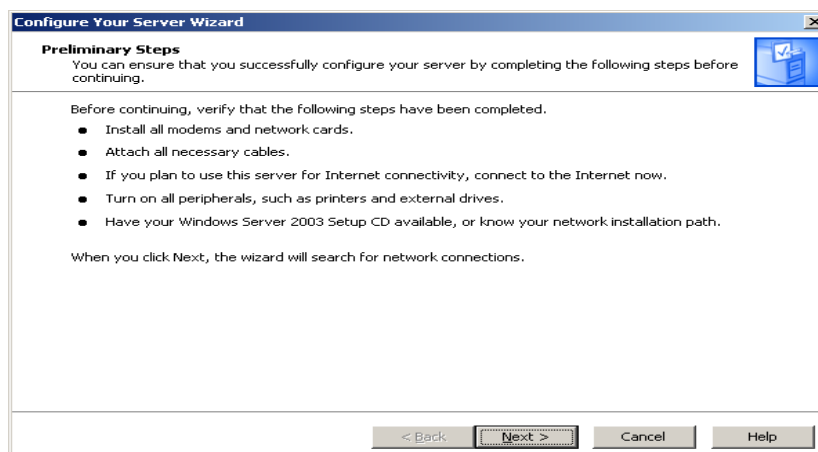 Configure Your Server Wizard
Preliminary Steps
You can ensure that you successfully configure your server by completing the following steps before
continuing.
Before continuing, verify that the following steps have been completed.
● Install all modems and network cards.
● Attach all necessary cables.
● If you plan to use this server for Internet connectivity, connect to the Internet now.
● Turn on all peripherals, such as printers and external drives.
● Have your Windows Server 2003 Setup CD available, or know your network installation path.
When you click Next, the wizard will search for network connections.
< Back Next > Cancel Help